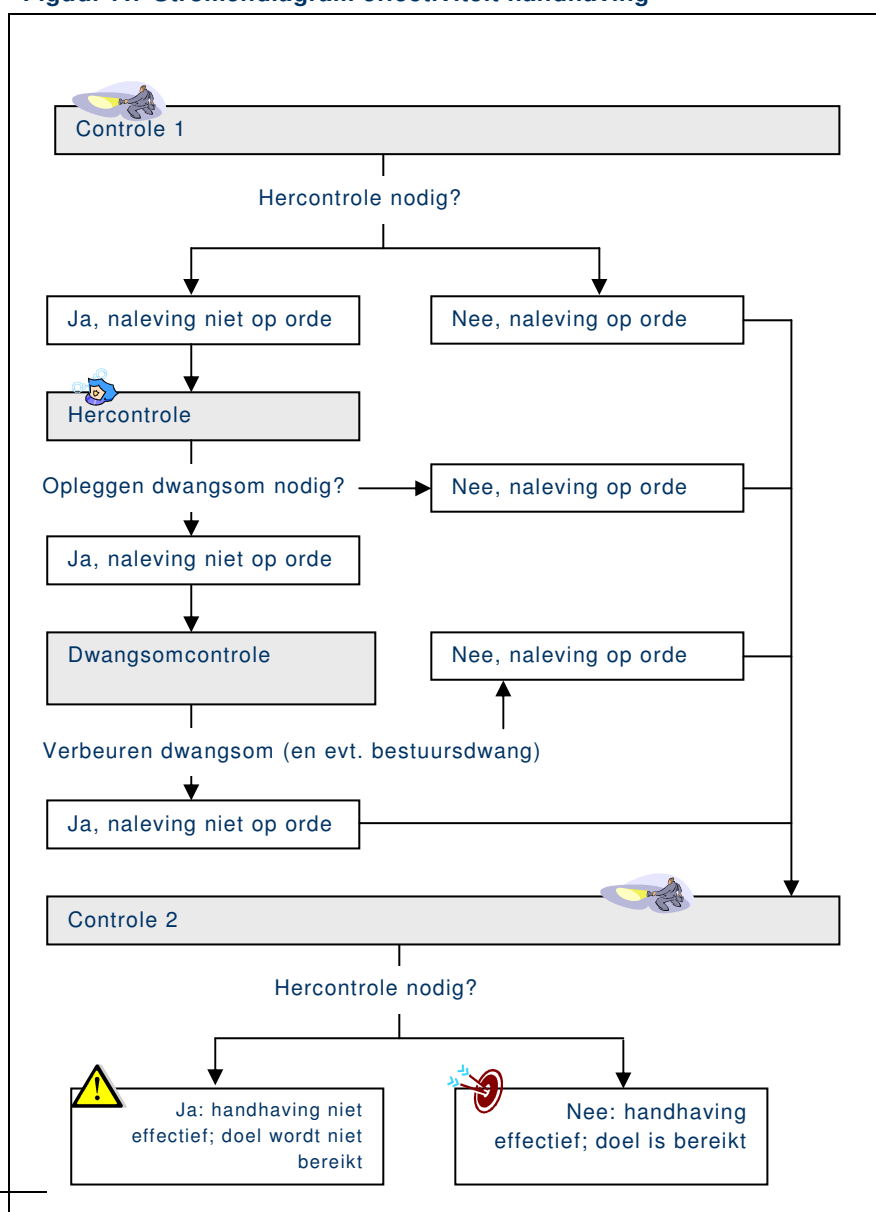 Controle 1
Hercontrole nodig?
Ja, naleving niet op orde
Nee, naleving op orde
Hercontrole
Opleggen dwangsom nodig?
Nee, naleving op orde
Ja, naleving niet op orde
Dwangsomcontrole
Nee, naleving op orde
Verbeuren dwangsom (en evt. bestuursdwang)
Ja, naleving niet op orde
Controle 2
Hercontrole nodig?
Ja: handhaving niet
effectief; doel wordt niet
bereikt
Nee: handhaving
effectief; doel is bereikt